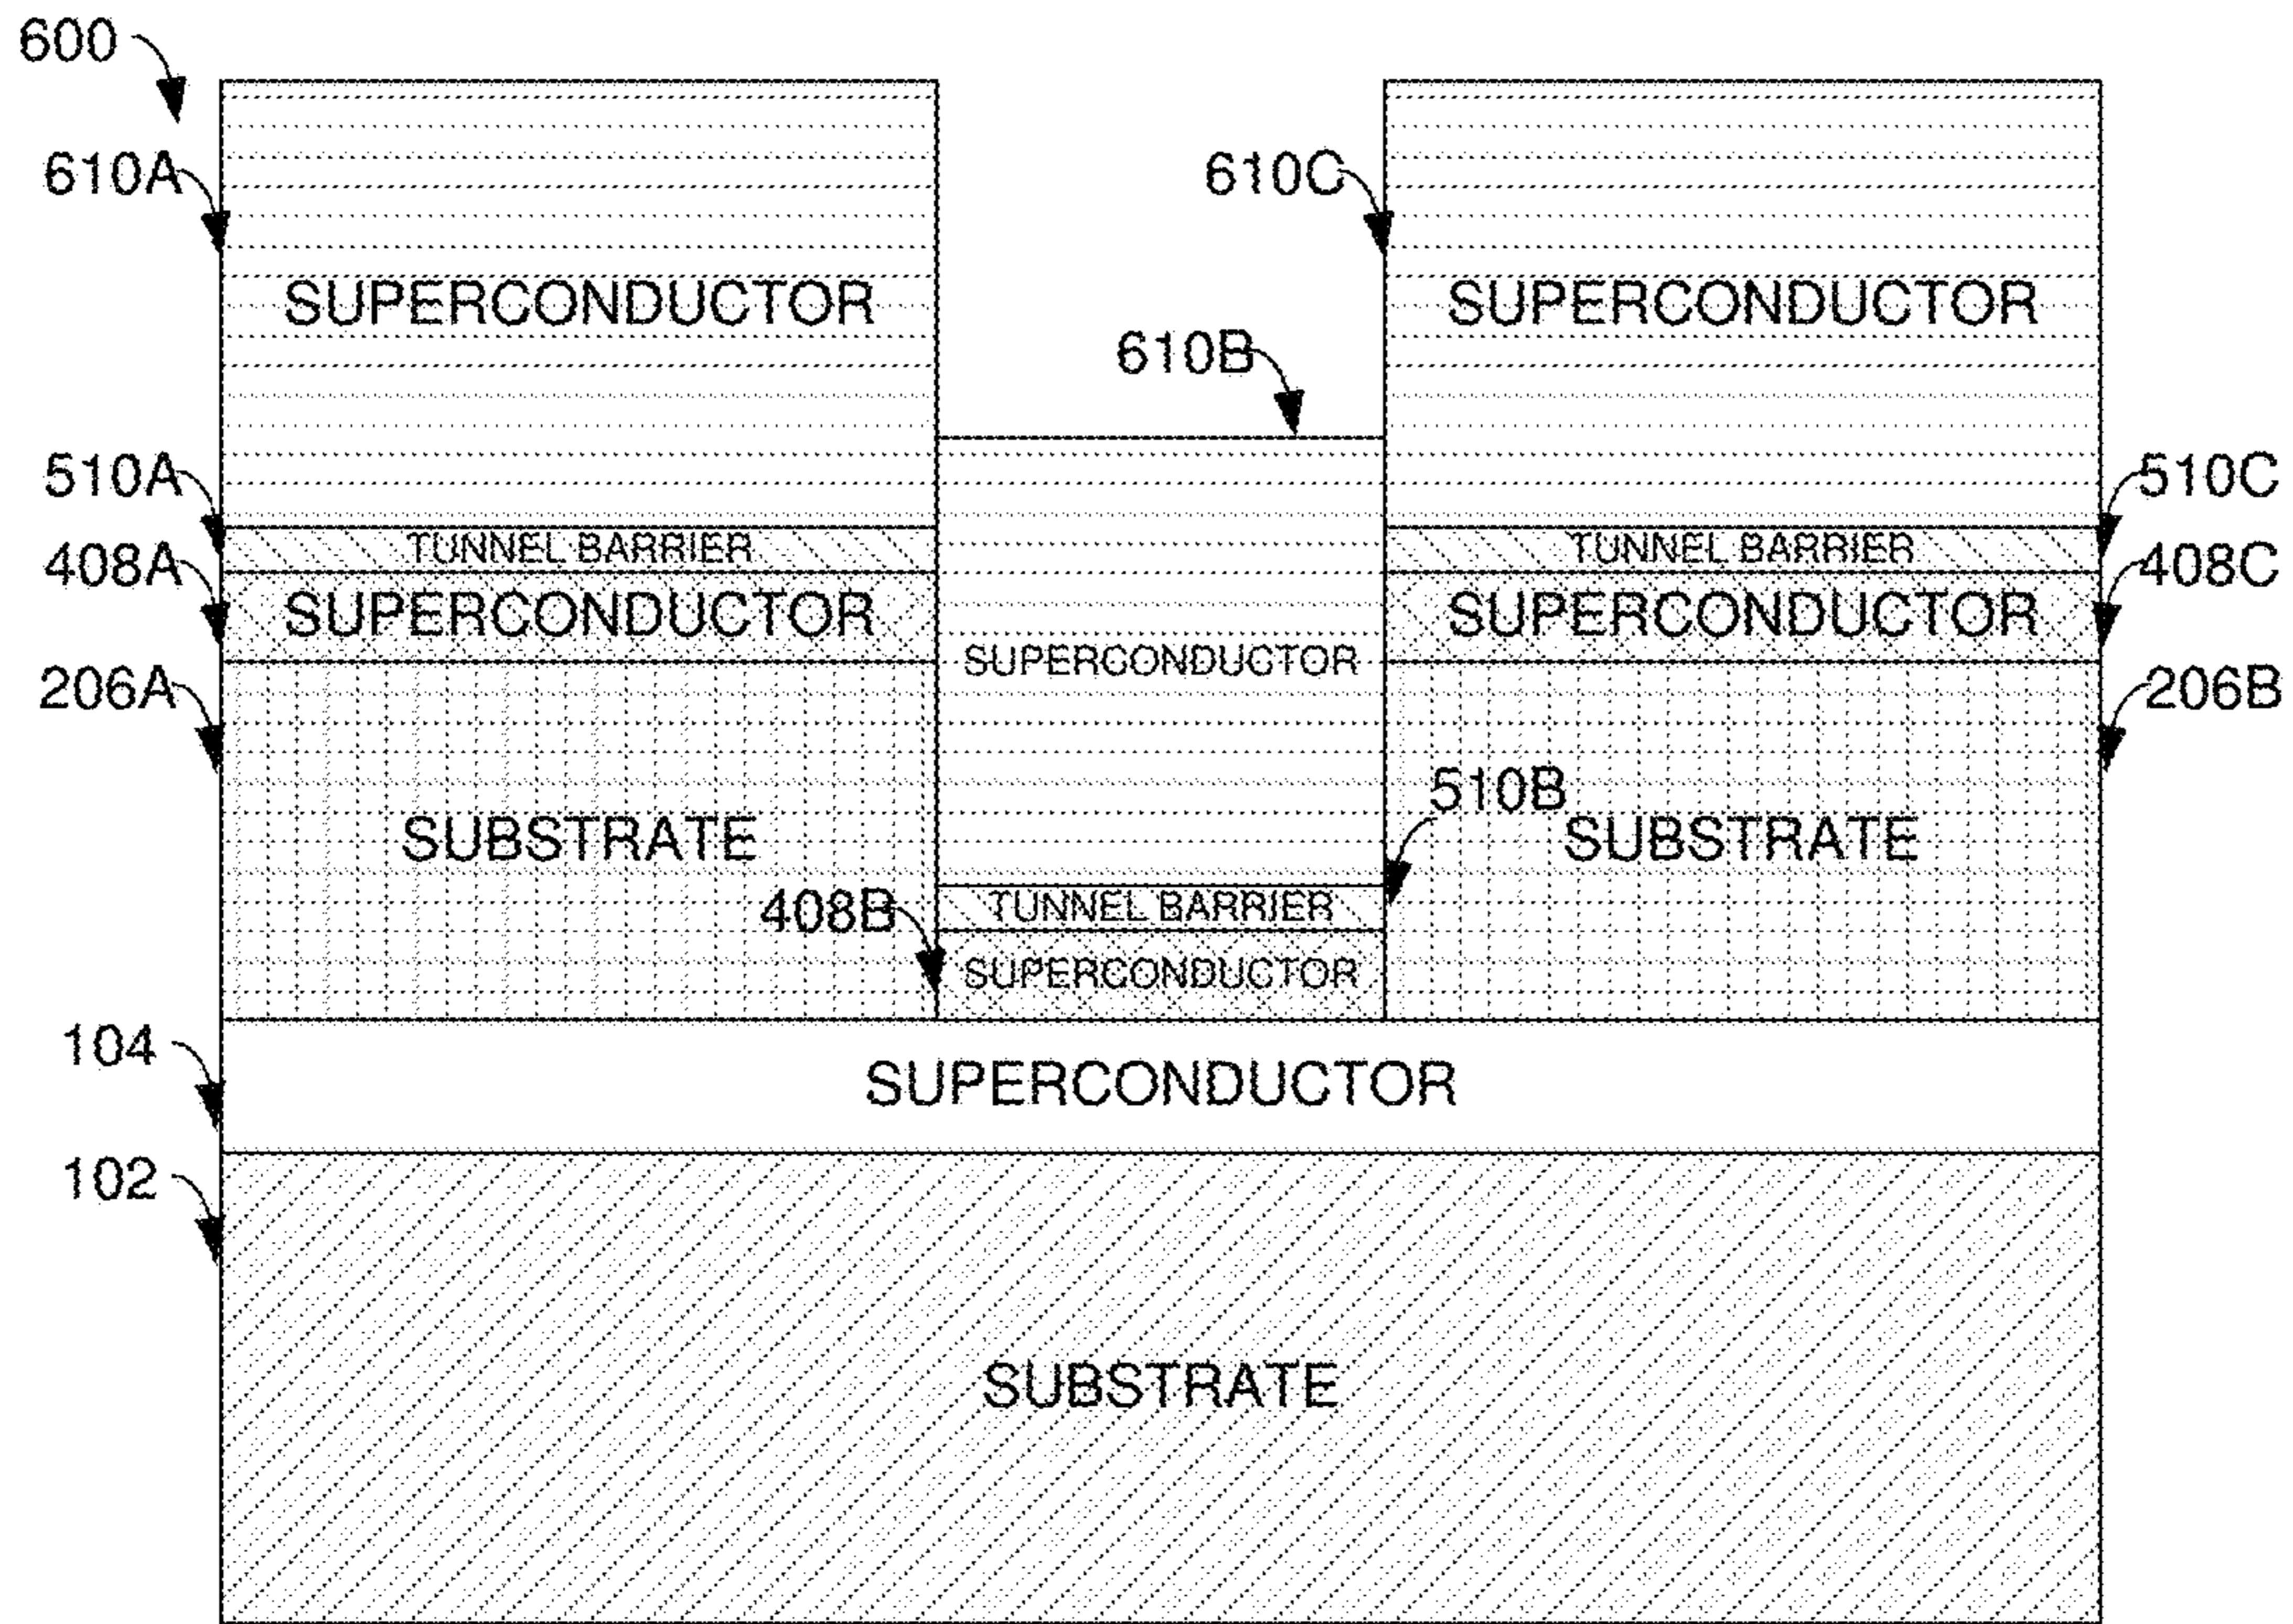 600
610A
610C
SUPERCONDUCTOR
SUPERCONDUCTOR
610B
510A
510C
TUNNEL BARRIER
TUNNEL BARRIER
408A
408C
SUPERCONDUCTOR
SUPERCONDUCTOR
SUPERCONDUCTOR
206A
206B
510B
SUBSTRATE
SUBSTRATE
408B
TUNNEL BARRIER
SUPERCONDUCTOR
104
SUPERCONDUCTOR
102
SUBSTRATE